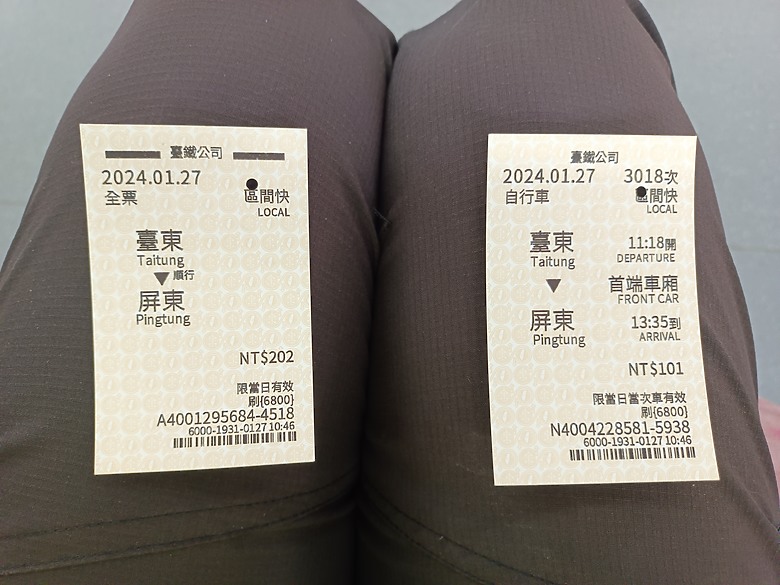 臺鐵公司
2024.01.27
全票 區間快
LOCAL
臺東
Taitung
順行
屏東
Pingtung
NT$202
限當日有效
刷{6800}
A4001295684-4518
6000-1931-0127 10:46
臺鐵公司
2024.01.27 3018次
自行車 區間快
LOCAL
臺東 11:18開
Taitung DEPARTURE
首端車廂
FRONT CAR
屏東 13:35到
Pingtung ARRIVAL
NT$101
限當日當次車有效
刷{6800}
N4004228581-5938
6000-1931-0127 10:46